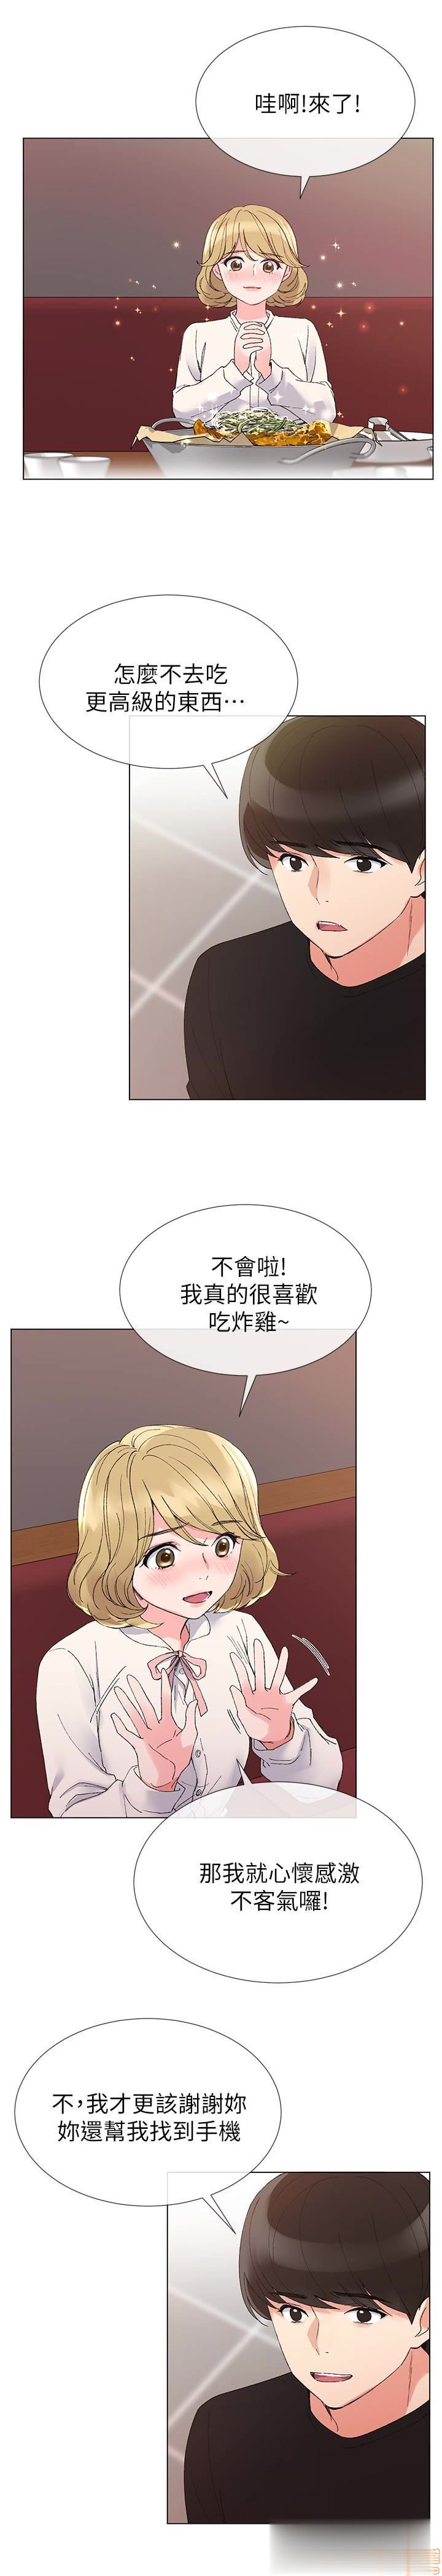 哇啊!來了!
怎麼不去吃
更高級的東西⋯
不會啦!
我真的很喜歡
吃炸雞~
那我就心懷感激
不客氣囉!
不,我才更該謝謝妳
妳還幫我找到手機